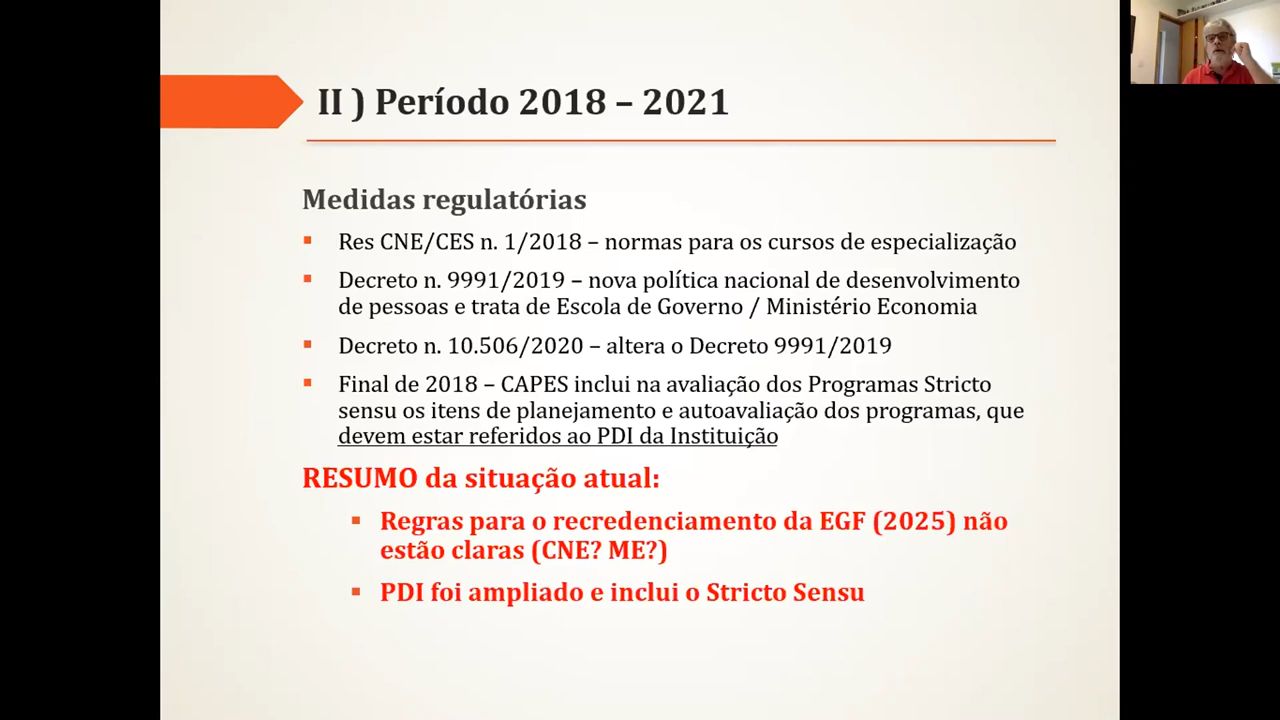 II ) Período 2018 – 2021
Medidas regulatórias
Res CNE/CES n. 1/2018 – normas para os cursos de especialização
Decreto n. 9991/2019 – nova política nacional de desenvolvimento
de pessoas e trata de Escola de Governo / Ministério Economia
Decreto n. 10.506/2020 – altera o Decreto 9991/2019
Final de 2018 – CAPES inclui na avaliação dos Programas Stricto
sensu os itens de planejamento e autoavaliação dos programas, que
devem estar referidos ao PDI da Instituição
RESUMO da situação atual:
Regras para o recredenciamento da EGF (2025) não
estão claras (CNE? ME?)
PDI foi ampliado e inclui o Stricto Sensu